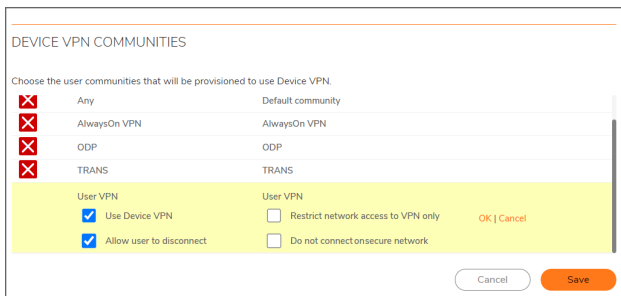 DEVICE VPN COMMUNITIES
Choose the user communities that will be provisioned to use Device VPN.
Any Default community
AlwaysOn VPN AlwaysOn VPN
ODP ODP
TRANS TRANS
User VPN User VPN
Use Device VPN Restrict network access to VPN only OK | Cancel
Allow user to disconnect Do not connect onsecure network
Cancel Save